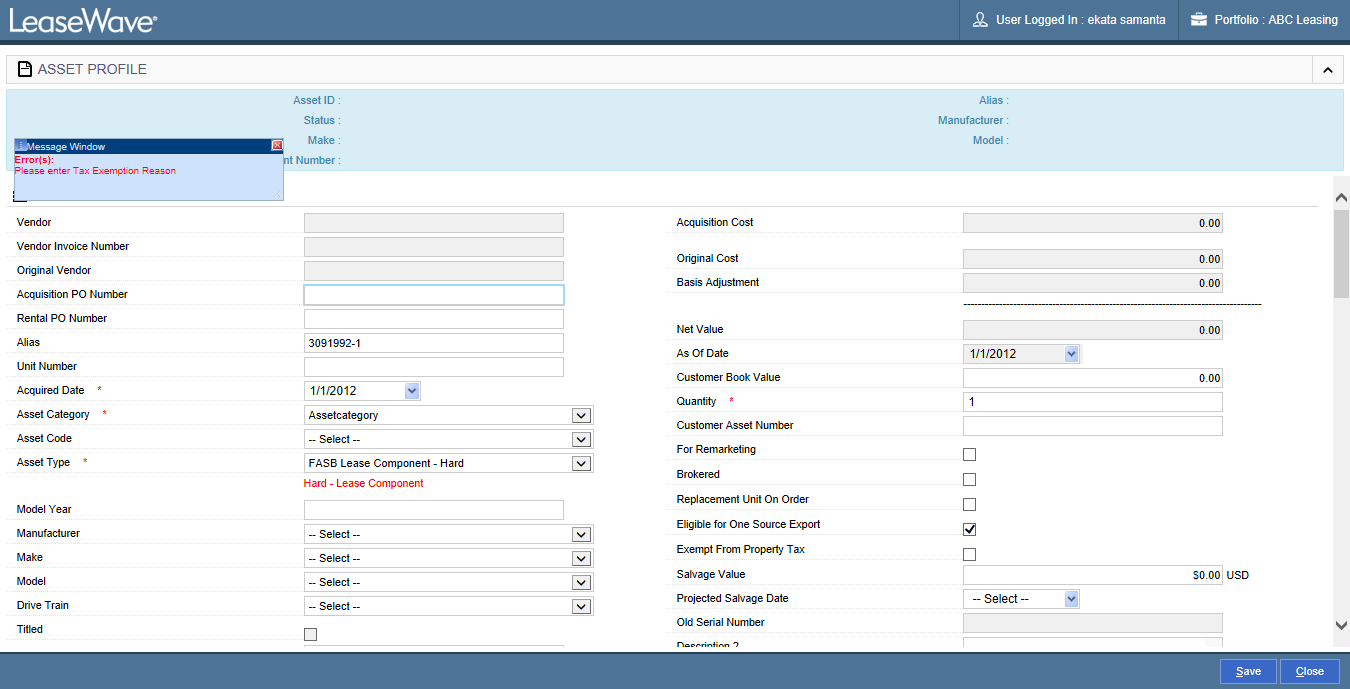 LeaseWave
User Logged In : ekata samanta
Portfolio : ABC Leasing
ASSET PROFILE
Asset ID :
Alias :
Status :
Manufacturer :
Make :
Model :
nt Number :
Message Window
Error(s):
Please enter Tax Exemption Reason
Vendor
Vendor Invoice Number
Original Vendor
Acquisition PO Number
Rental PO Number
Alias 3091992-1
Unit Number
Acquired Date * 1/1/2012
Asset Category * Assetcategory
Asset Code -- Select --
Asset Type * FASB Lease Component - Hard
Hard - Lease Component
Model Year
Manufacturer -- Select --
Make -- Select --
Model -- Select --
Drive Train -- Select --
Titled
Acquisition Cost 0.00
Original Cost 0.00
Basis Adjustment 0.00
Net Value 0.00
As Of Date 1/1/2012
Customer Book Value 0.00
Quantity * 1
Customer Asset Number
For Remarketing
Brokered
Replacement Unit On Order
Eligible for One Source Export
Exempt From Property Tax
Salvage Value $0.00 USD
Projected Salvage Date -- Select --
Old Serial Number
Description 2
Save
Close